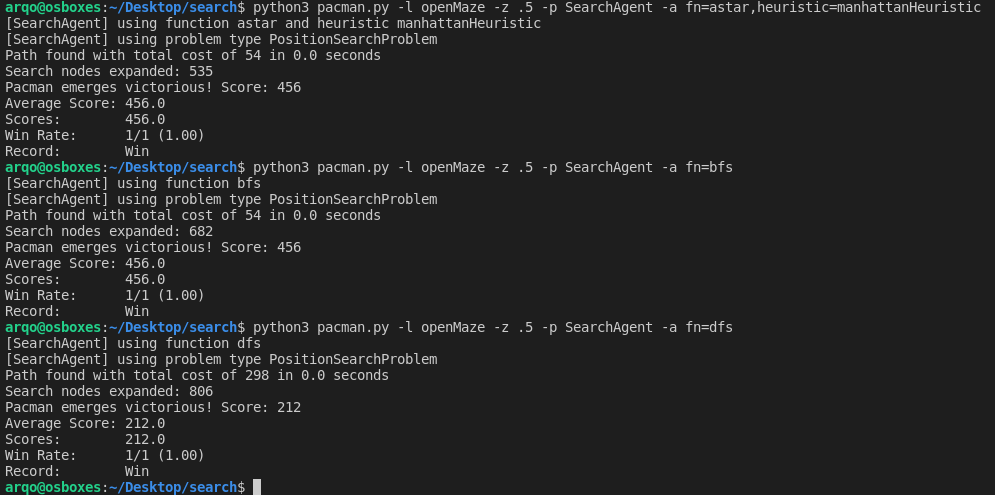 arqo@osboxes:~/Desktop/search$ python3 pacman.py -l openMaze -z .5 -p SearchAgent -a fn=astar,heuristic=manhattanHeuristic
[SearchAgent] using function astar and heuristic manhattanHeuristic
[SearchAgent] using problem type PositionSearchProblem
Path found with total cost of 54 in 0.0 seconds
Search nodes expanded: 535
Pacman emerges victorious! Score: 456
Average Score: 456.0
Scores:        456.0
Win Rate:      1/1 (1.00)
Record:        Win
arqo@osboxes:~/Desktop/search$ python3 pacman.py -l openMaze -z .5 -p SearchAgent -a fn=bfs
[SearchAgent] using function bfs
[SearchAgent] using problem type PositionSearchProblem
Path found with total cost of 54 in 0.0 seconds
Search nodes expanded: 682
Pacman emerges victorious! Score: 456
Average Score: 456.0
Scores:        456.0
Win Rate:      1/1 (1.00)
Record:        Win
arqo@osboxes:~/Desktop/search$ python3 pacman.py -l openMaze -z .5 -p SearchAgent -a fn=dfs
[SearchAgent] using function dfs
[SearchAgent] using problem type PositionSearchProblem
Path found with total cost of 298 in 0.0 seconds
Search nodes expanded: 806
Pacman emerges victorious! Score: 212
Average Score: 212.0
Scores:        212.0
Win Rate:      1/1 (1.00)
Record:        Win
arqo@osboxes:~/Desktop/search$